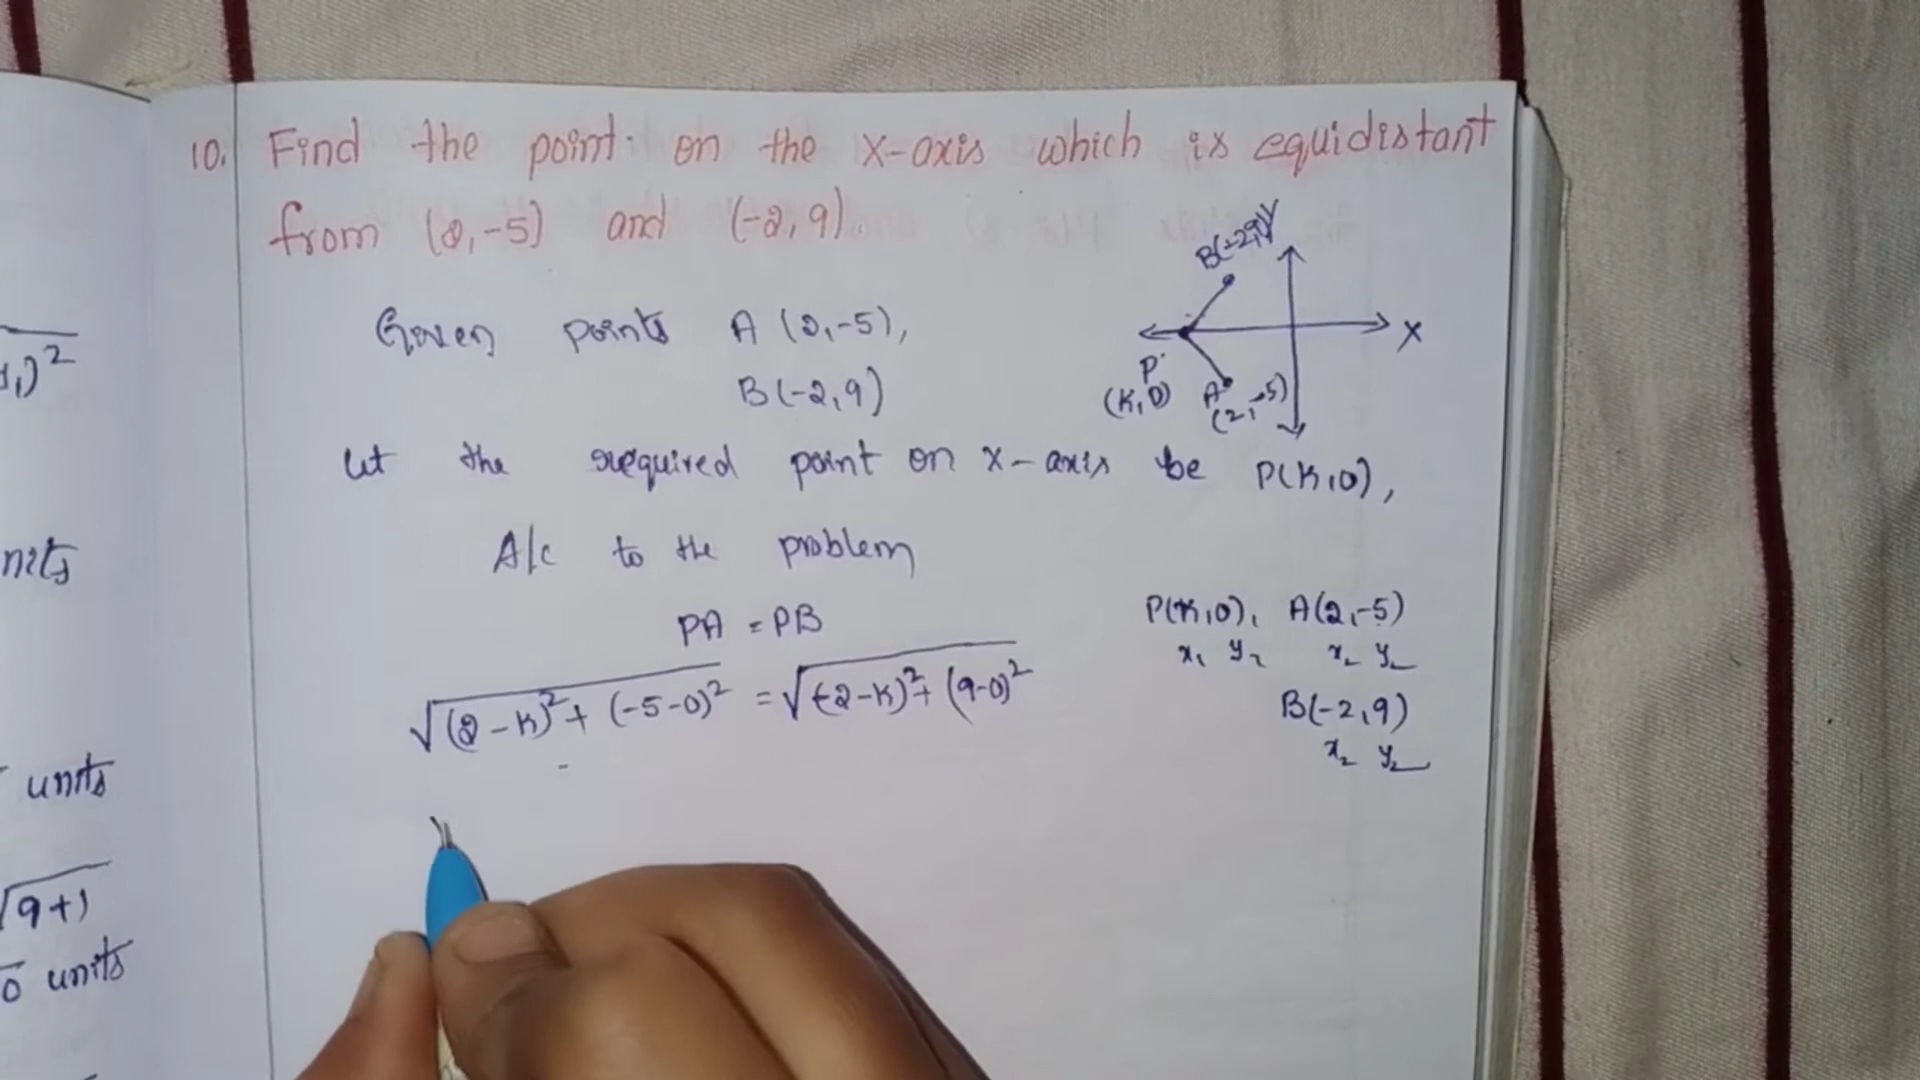 10. Find the point on the x-axis which is equidistant
from (2,-5) and (-2,9).
Given points A (2,-5),
B(-2,9)
B(-2,9) Y
X
P
(K,0)
A
(2,-5)
Let the required point on x-axis be P(K,0),
A/c to the problem
PA = PB
√(2-K)²+ (-5-0)² = √(-2-K)²+ (9-0)²
P(K,0), A(2,-5)
x₁ y₂ x₂ y₂
B(-2,9)
x₂ y₂
units
√9+1
units